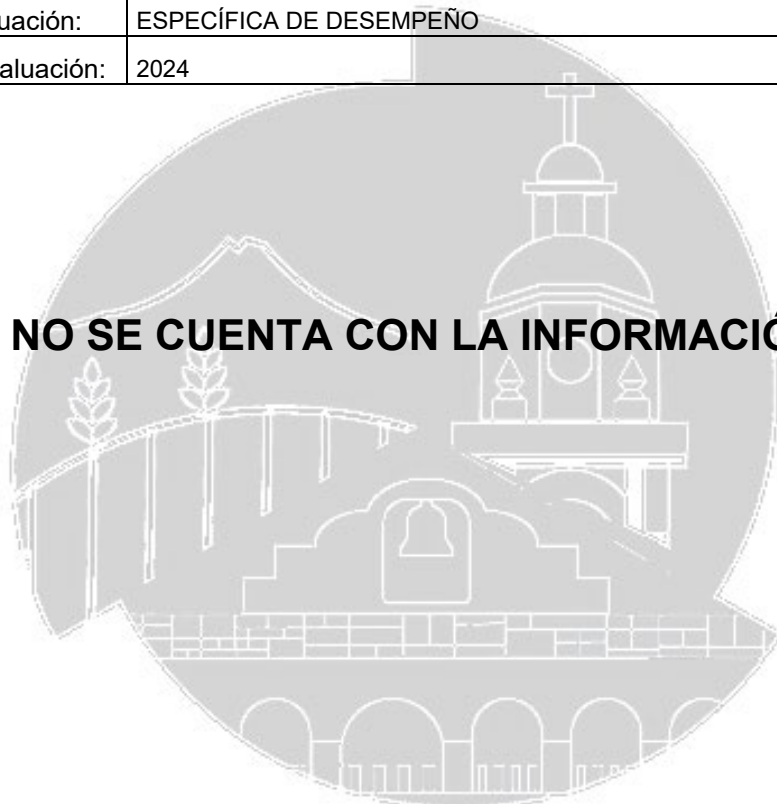 uación: ESPECÍFICA DE DESEMPEÑO
aluación: 2024
NO SE CUENTA CON LA INFORMACIÓ